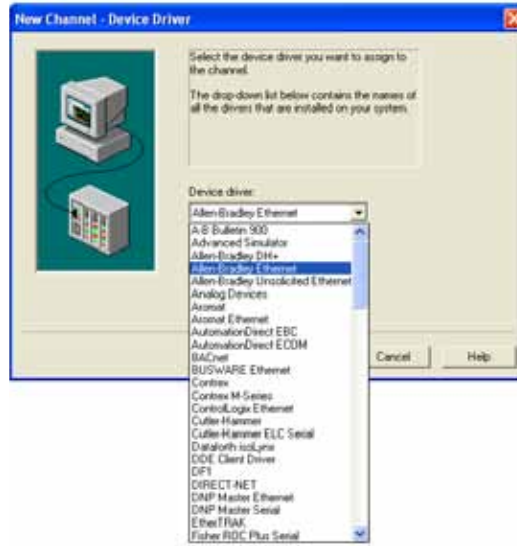 New Channel - Device Driver
Select the device driver you want to assign to
the channel.
The drop-down list below contains the names of
all the drivers that are installed on your system.
Device driver:
Allen-Bradley Ethernet
A-B Bulletin 900
Advanced Simulator
Allen-Bradley DH+
Allen-Bradley Ethernet
Allen-Bradley Unsolicited Ethernet
Analog Devices
Aromat
Aromat Ethernet
AutomationDirect EBC
AutomationDirect ECOM
BACnet
BUSWARE Ethernet
Contrex
Contrex M-Series
ControlLogix Ethernet
Cutler-Hammer
Cutler-Hammer ELC Serial
Dataforth isoLynx
DDE Client Driver
DF1
DIRECT-NET
DNP Master Ethernet
DNP Master Serial
EtherTRAK
Fisher ROC Plus Serial
Cancel
Help